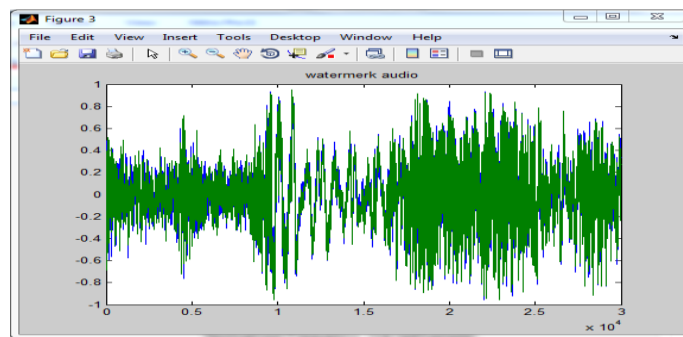 Figure 3
File Edit View Insert Tools Desktop Window Help
watermerk audio
1
0.8
0.6
0.4
0.2
0
-0.2
-0.4
-0.6
-0.8
-1
0 0.5 1 1.5 2 2.5 3
x 10^4